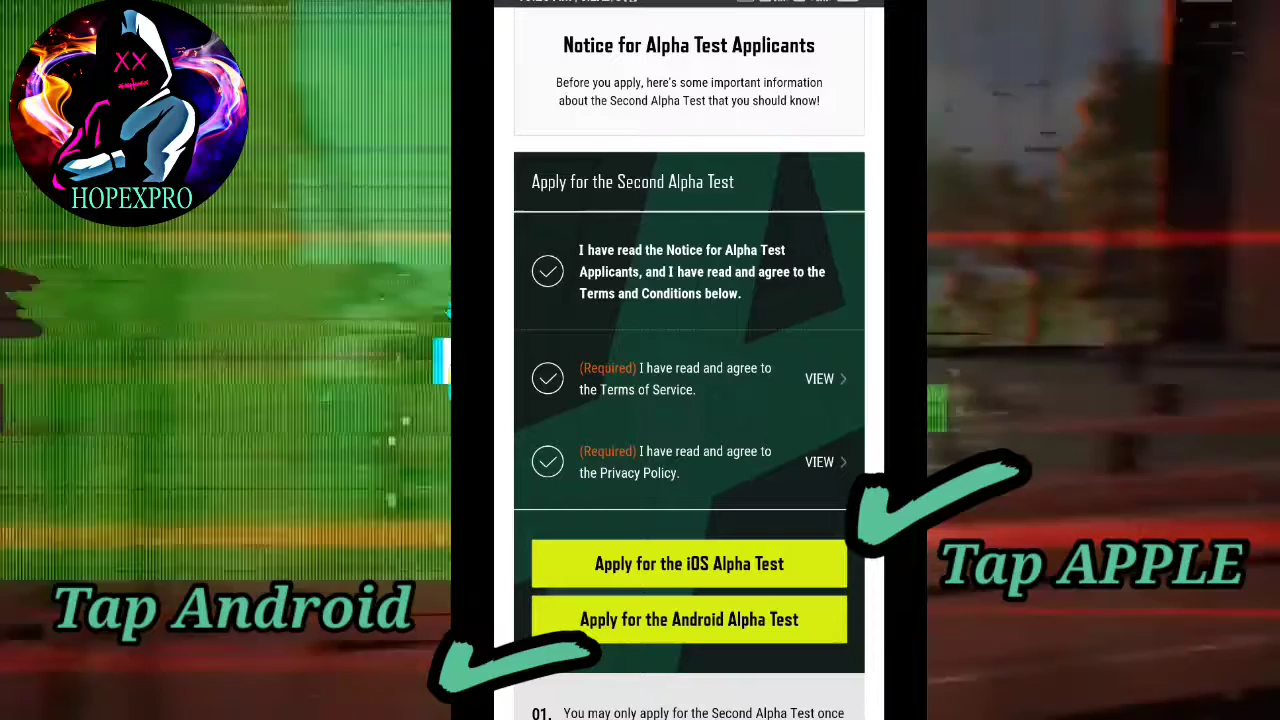 Notice for Alpha Test Applicants
Before you apply, here's some important information
about the Second Alpha Test that you should know!
HOPEXPRO
Apply for the Second Alpha Test
I have read the Notice for Alpha Test
Applicants, and I have read and agree to the
Terms and Conditions below.
(Required) I have read and agree to
the Terms of Service.
VIEW
(Required) I have read and agree to
the Privacy Policy.
VIEW
Apply for the iOS Alpha Test
Tap APPLE
Apply for the Android Alpha Test
Tap Android
01. You may only apply for the Second Alpha Test once